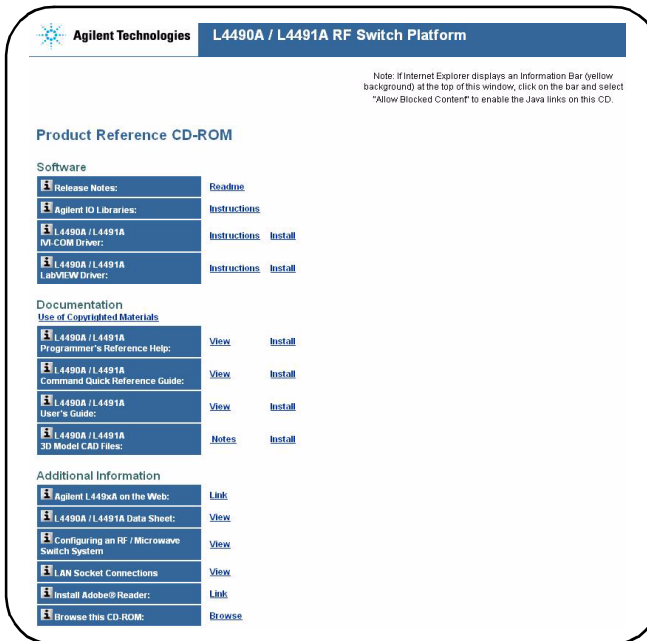 Agilent Technologies
L4490A / L4491A RF Switch Platform
Note: If Internet Explorer displays an Information Bar (yellow
background) at the top of this window, click on the bar and select
"Allow Blocked Content" to enable the Java links on this CD.
Product Reference CD-ROM
Software
Release Notes: Readme
Agilent IO Libraries: Instructions
L4490A / L4491A
IVI-COM Driver: Instructions Install
L4490A / L4491A
LabVIEW Driver: Instructions Install
Documentation
Use of Copyrighted Materials
L4490A / L4491A
Programmer's Reference Help: View Install
L4490A / L4491A
Command Quick Reference Guide: View Install
L4490A / L4491A
User's Guide: View Install
L4490A / L4491A
3D Model CAD Files: Notes Install
Additional Information
Agilent L449xA on the Web: Link
L4490A / L4491A Data Sheet: View
Configuring an RF / Microwave
Switch System View
LAN Socket Connections View
Install Adobe® Reader: Link
Browse this CD-ROM: Browse